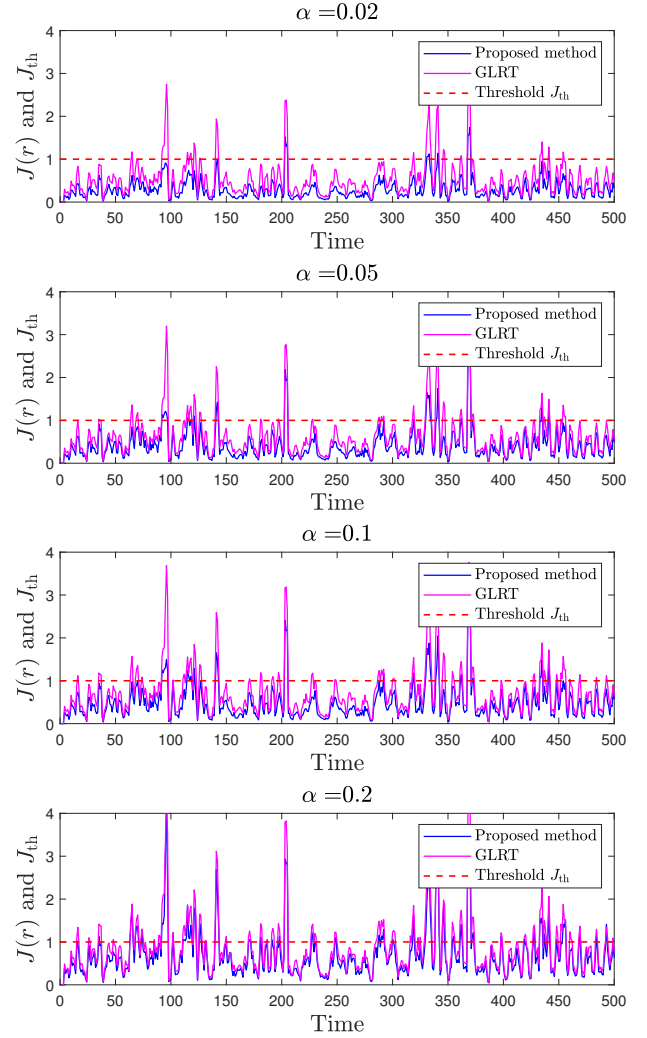 α =0.02
J(r) and J_th
4
3
2
1
0
Proposed method
GLRT
Threshold J_th
0 50 100 150 200 250 300 350 400 450 500
Time
α =0.05
J(r) and J_th
4
3
2
1
0
Proposed method
GLRT
Threshold J_th
0 50 100 150 200 250 300 350 400 450 500
Time
α =0.1
J(r) and J_th
4
3
2
1
0
Proposed method
GLRT
Threshold J_th
0 50 100 150 200 250 300 350 400 450 500
Time
α =0.2
J(r) and J_th
4
3
2
1
0
Proposed method
GLRT
Threshold J_th
0 50 100 150 200 250 300 350 400 450 500
Time